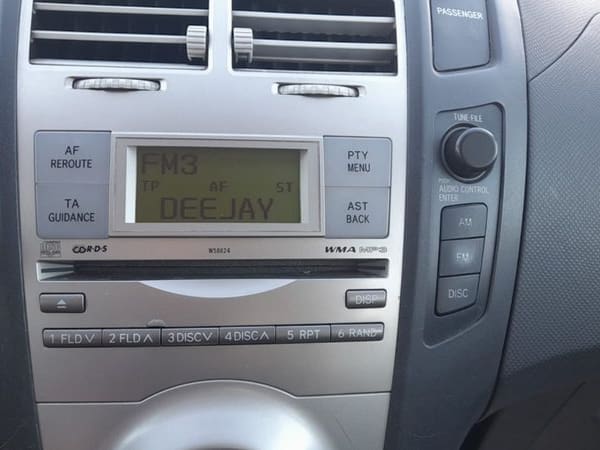 PASSENGER
TUNE·FILE
AF
REROUTE
FM3
PTY
MENU
TP AF ST
TA
GUIDANCE
DEEJAY
AST
BACK
PUSH
AUDIO CONTROL
ENTER
AM
FM
DISC
R·D·S
W58824
WMA MP3
DISP
1 FLD ∨
2 FLD ∧
3 DISC ∨
4 DISC ∧
5 RPT
6 RAND